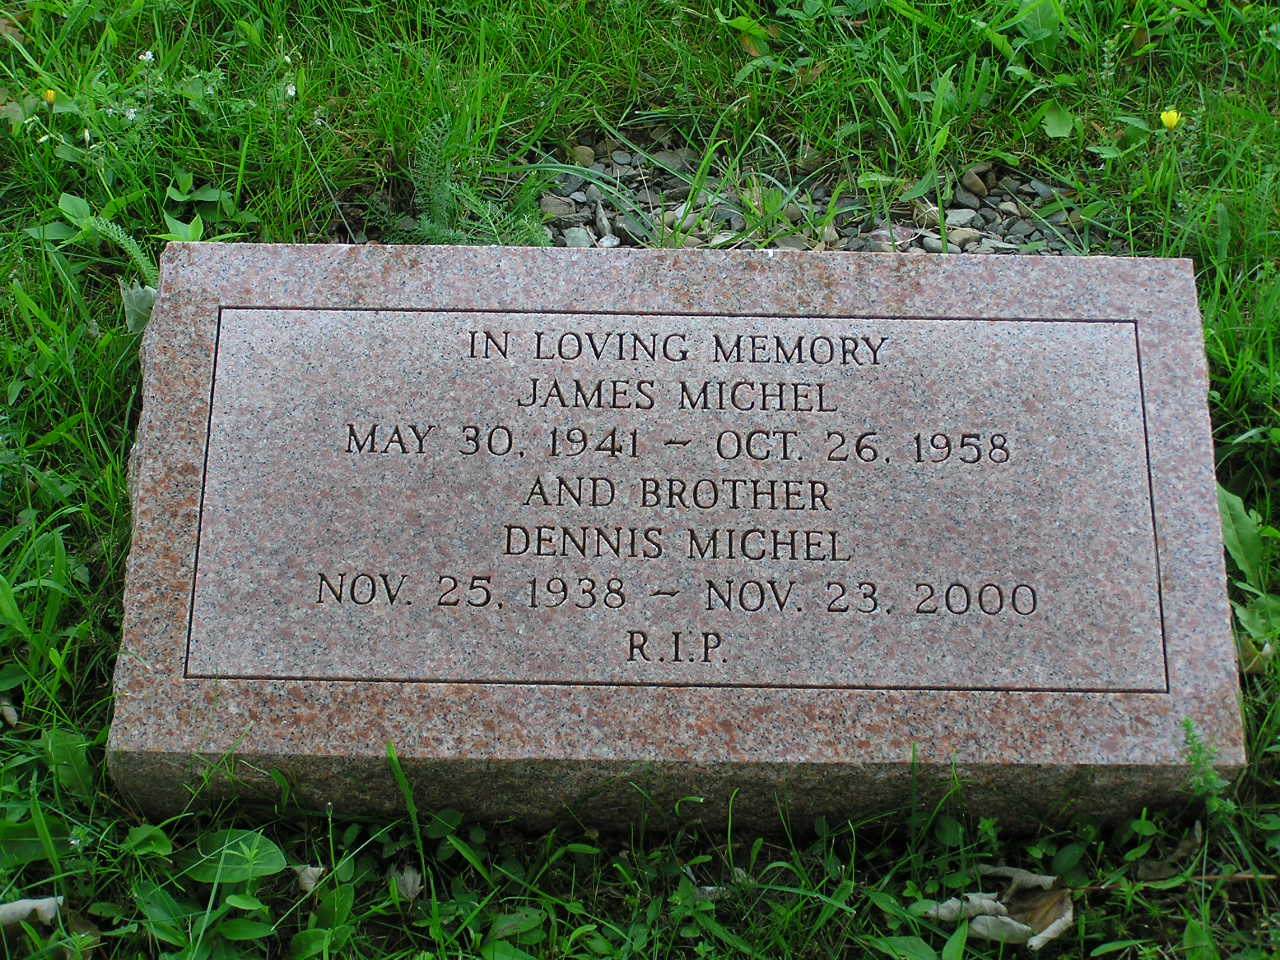 IN LOVING MEMORY
JAMES MICHEL
MAY 30, 1941 - OCT. 26, 1958
AND BROTHER
DENNIS MICHEL
NOV. 25, 1938 - NOV. 23, 2000
R.I.P.